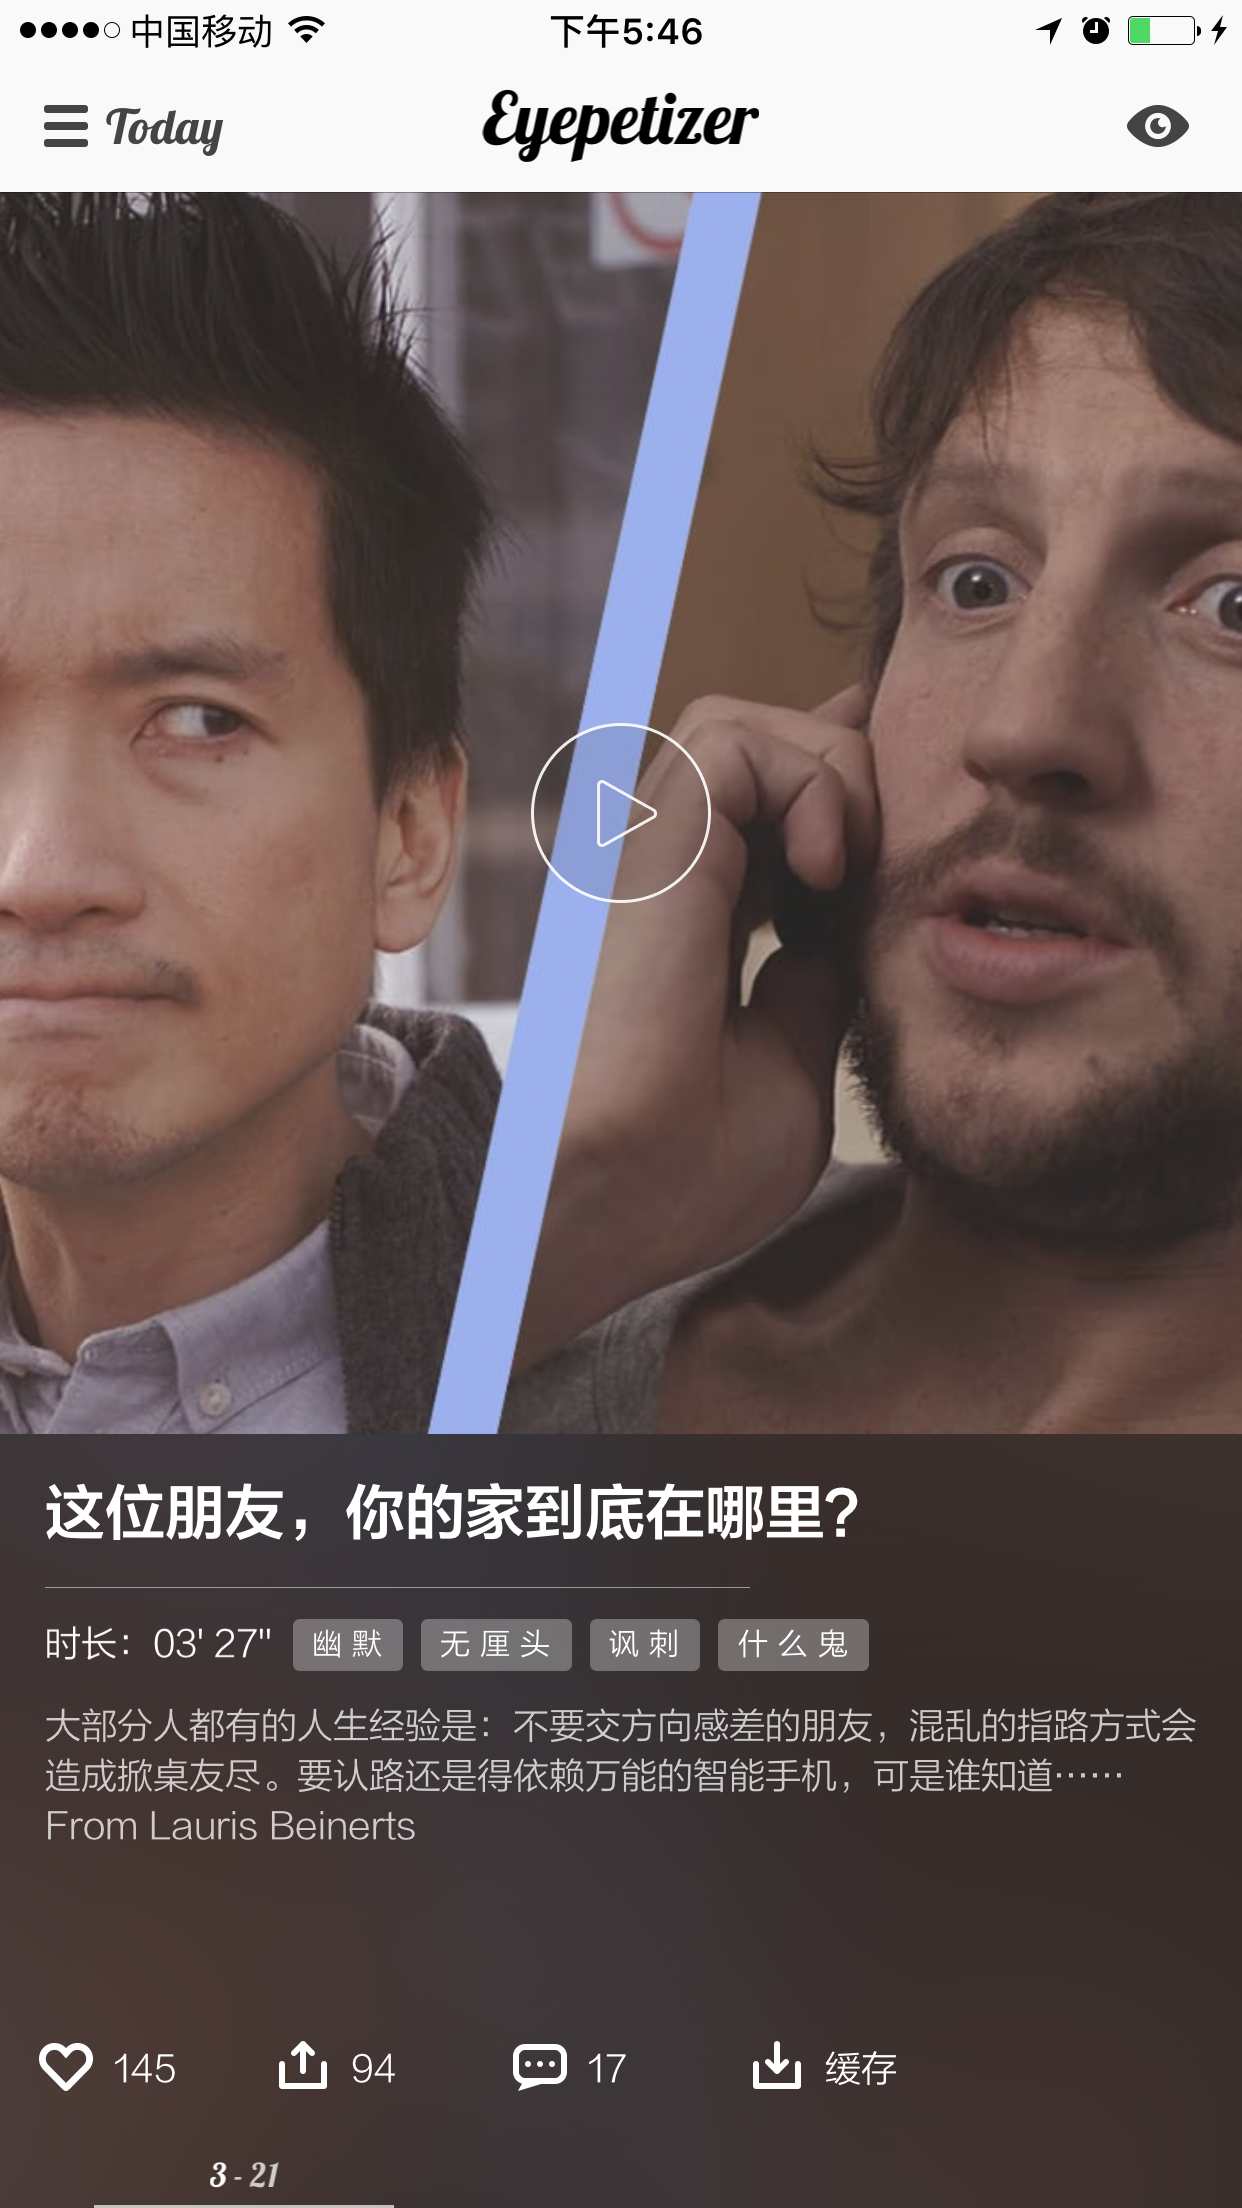 中国移动 下午5:46
Today Eyepetizer
这位朋友，你的家到底在哪里?
时长：03' 27" 幽默 无厘头 讽刺 什么鬼
大部分人都有的人生经验是：不要交方向感差的朋友，混乱的指路方式会
造成掀桌友尽。要认路还是得依赖万能的智能手机，可是谁知道……
From Lauris Beinerts
145 94 17 缓存
3 - 21